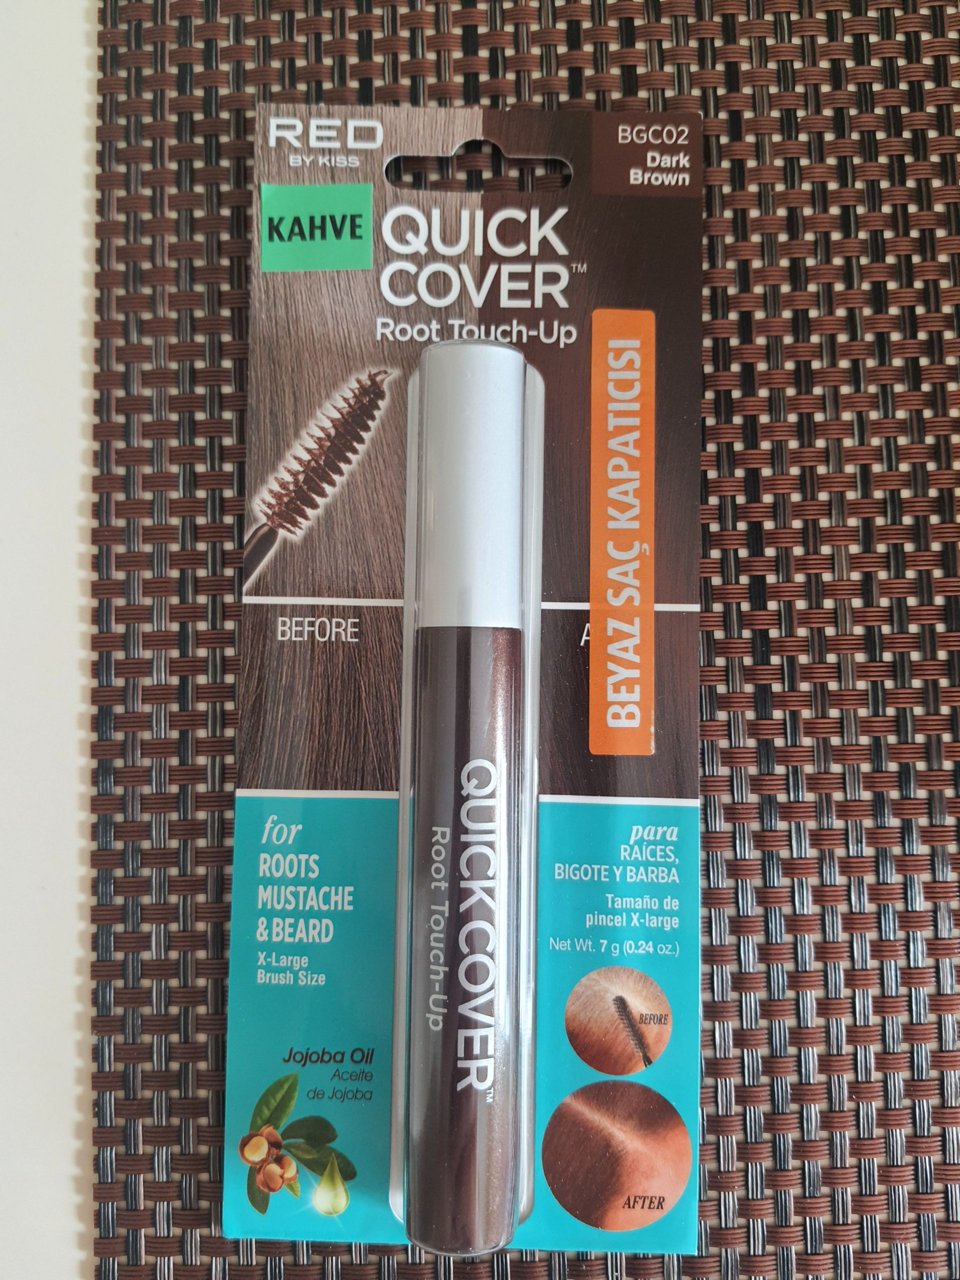 RED
BY KISS
BGC02
Dark
Brown
KAHVE
QUICK
COVER™
Root Touch-Up
BEYAZ SAÇ KAPATICISI
BEFORE
A
QUICK COVER™
Root Touch-Up
for
ROOTS
MUSTACHE
& BEARD
X-Large
Brush Size
Jojoba Oil
Aceite
de Jojoba
para
RAÍCES,
BIGOTE Y BARBA
Tamaño de
pincel X-large
Net Wt. 7 g (0.24 oz.)
BEFORE
AFTER